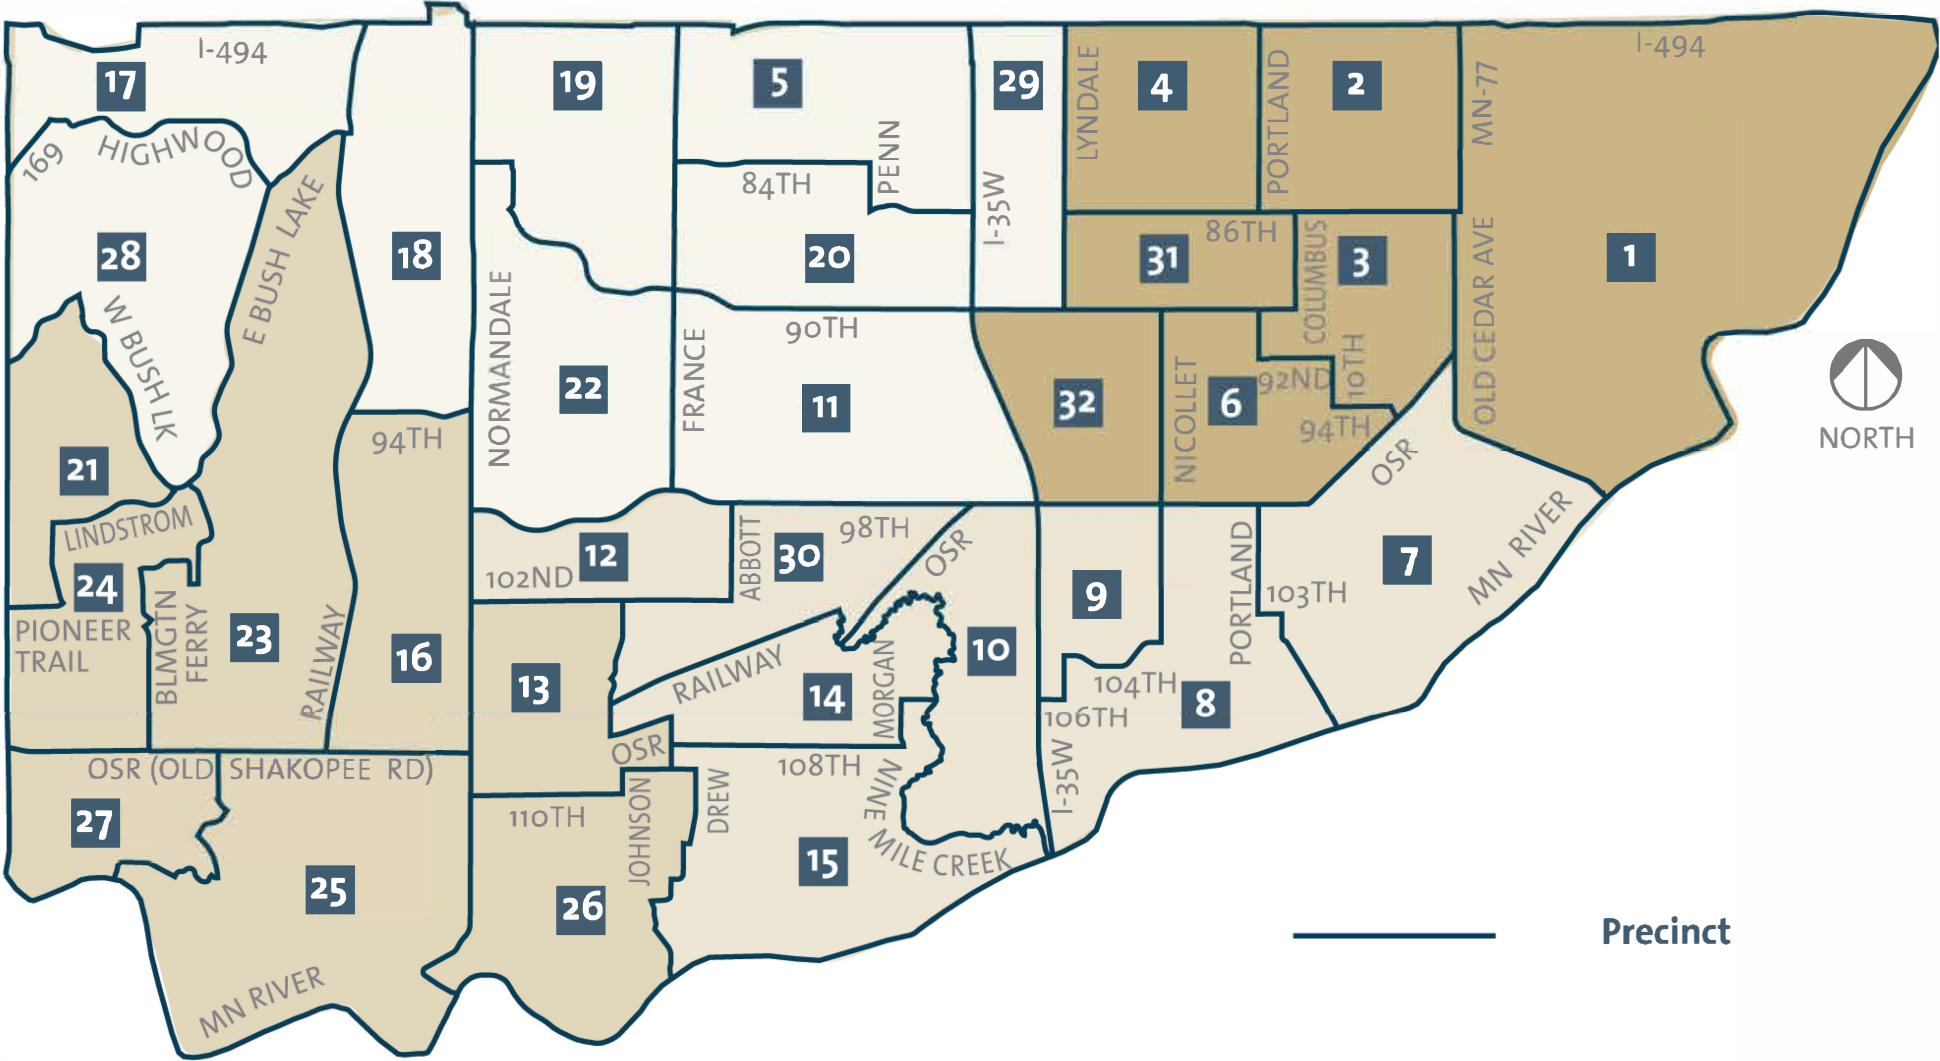 I-494
I-494
17
19
5
29
LYNDALE
4
PORTLAND
2
MN-77
169
HIGHWOOD
PENN
84TH
I-35W
28
E BUSH LAKE
18
20
86TH
31
COLUMBUS
3
OLD CEDAR AVE
1
W BUSH LK
NORMANDALE
22
FRANCE
90TH
11
32
NICOLLET
6
92ND
10TH
94TH
NORTH
94TH
21
OSR
LINDSTROM
24
12
102ND
ABBOTT
30
98TH
OSR
9
PORTLAND
103TH
7
MN RIVER
PIONEER
TRAIL
BLMGTN
FERRY
23
RAILWAY
16
13
RAILWAY
14
MORGAN
10
104TH
106TH
8
OSR (OLD SHAKOPEE RD)
OSR
108TH
I-35W
27
110TH
JOHNSON
DREW
NINE MILE CREEK
15
25
26
MN RIVER
Precinct